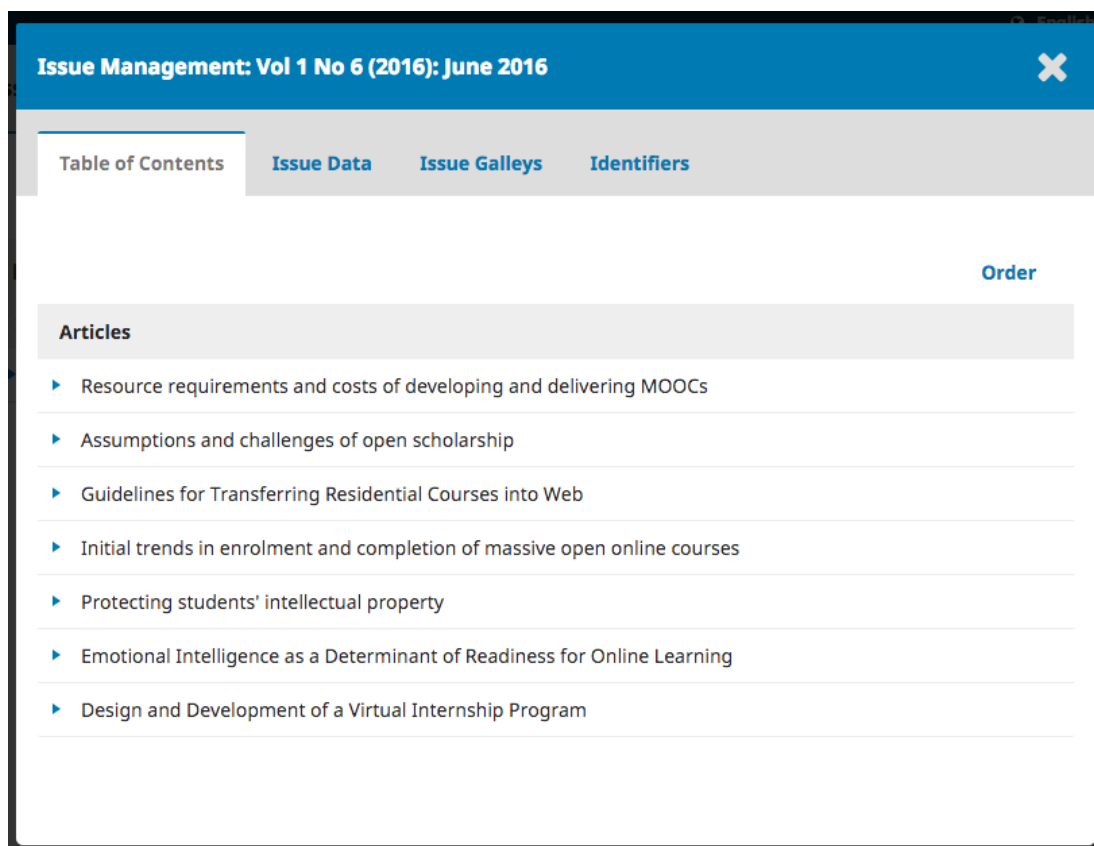 English
Issue Management: Vol 1 No 6 (2016): June 2016
Table of Contents Issue Data Issue Galleys Identifiers
Order
Articles
Resource requirements and costs of developing and delivering MOOCs
Assumptions and challenges of open scholarship
Guidelines for Transferring Residential Courses into Web
Initial trends in enrolment and completion of massive open online courses
Protecting students' intellectual property
Emotional Intelligence as a Determinant of Readiness for Online Learning
Design and Development of a Virtual Internship Program